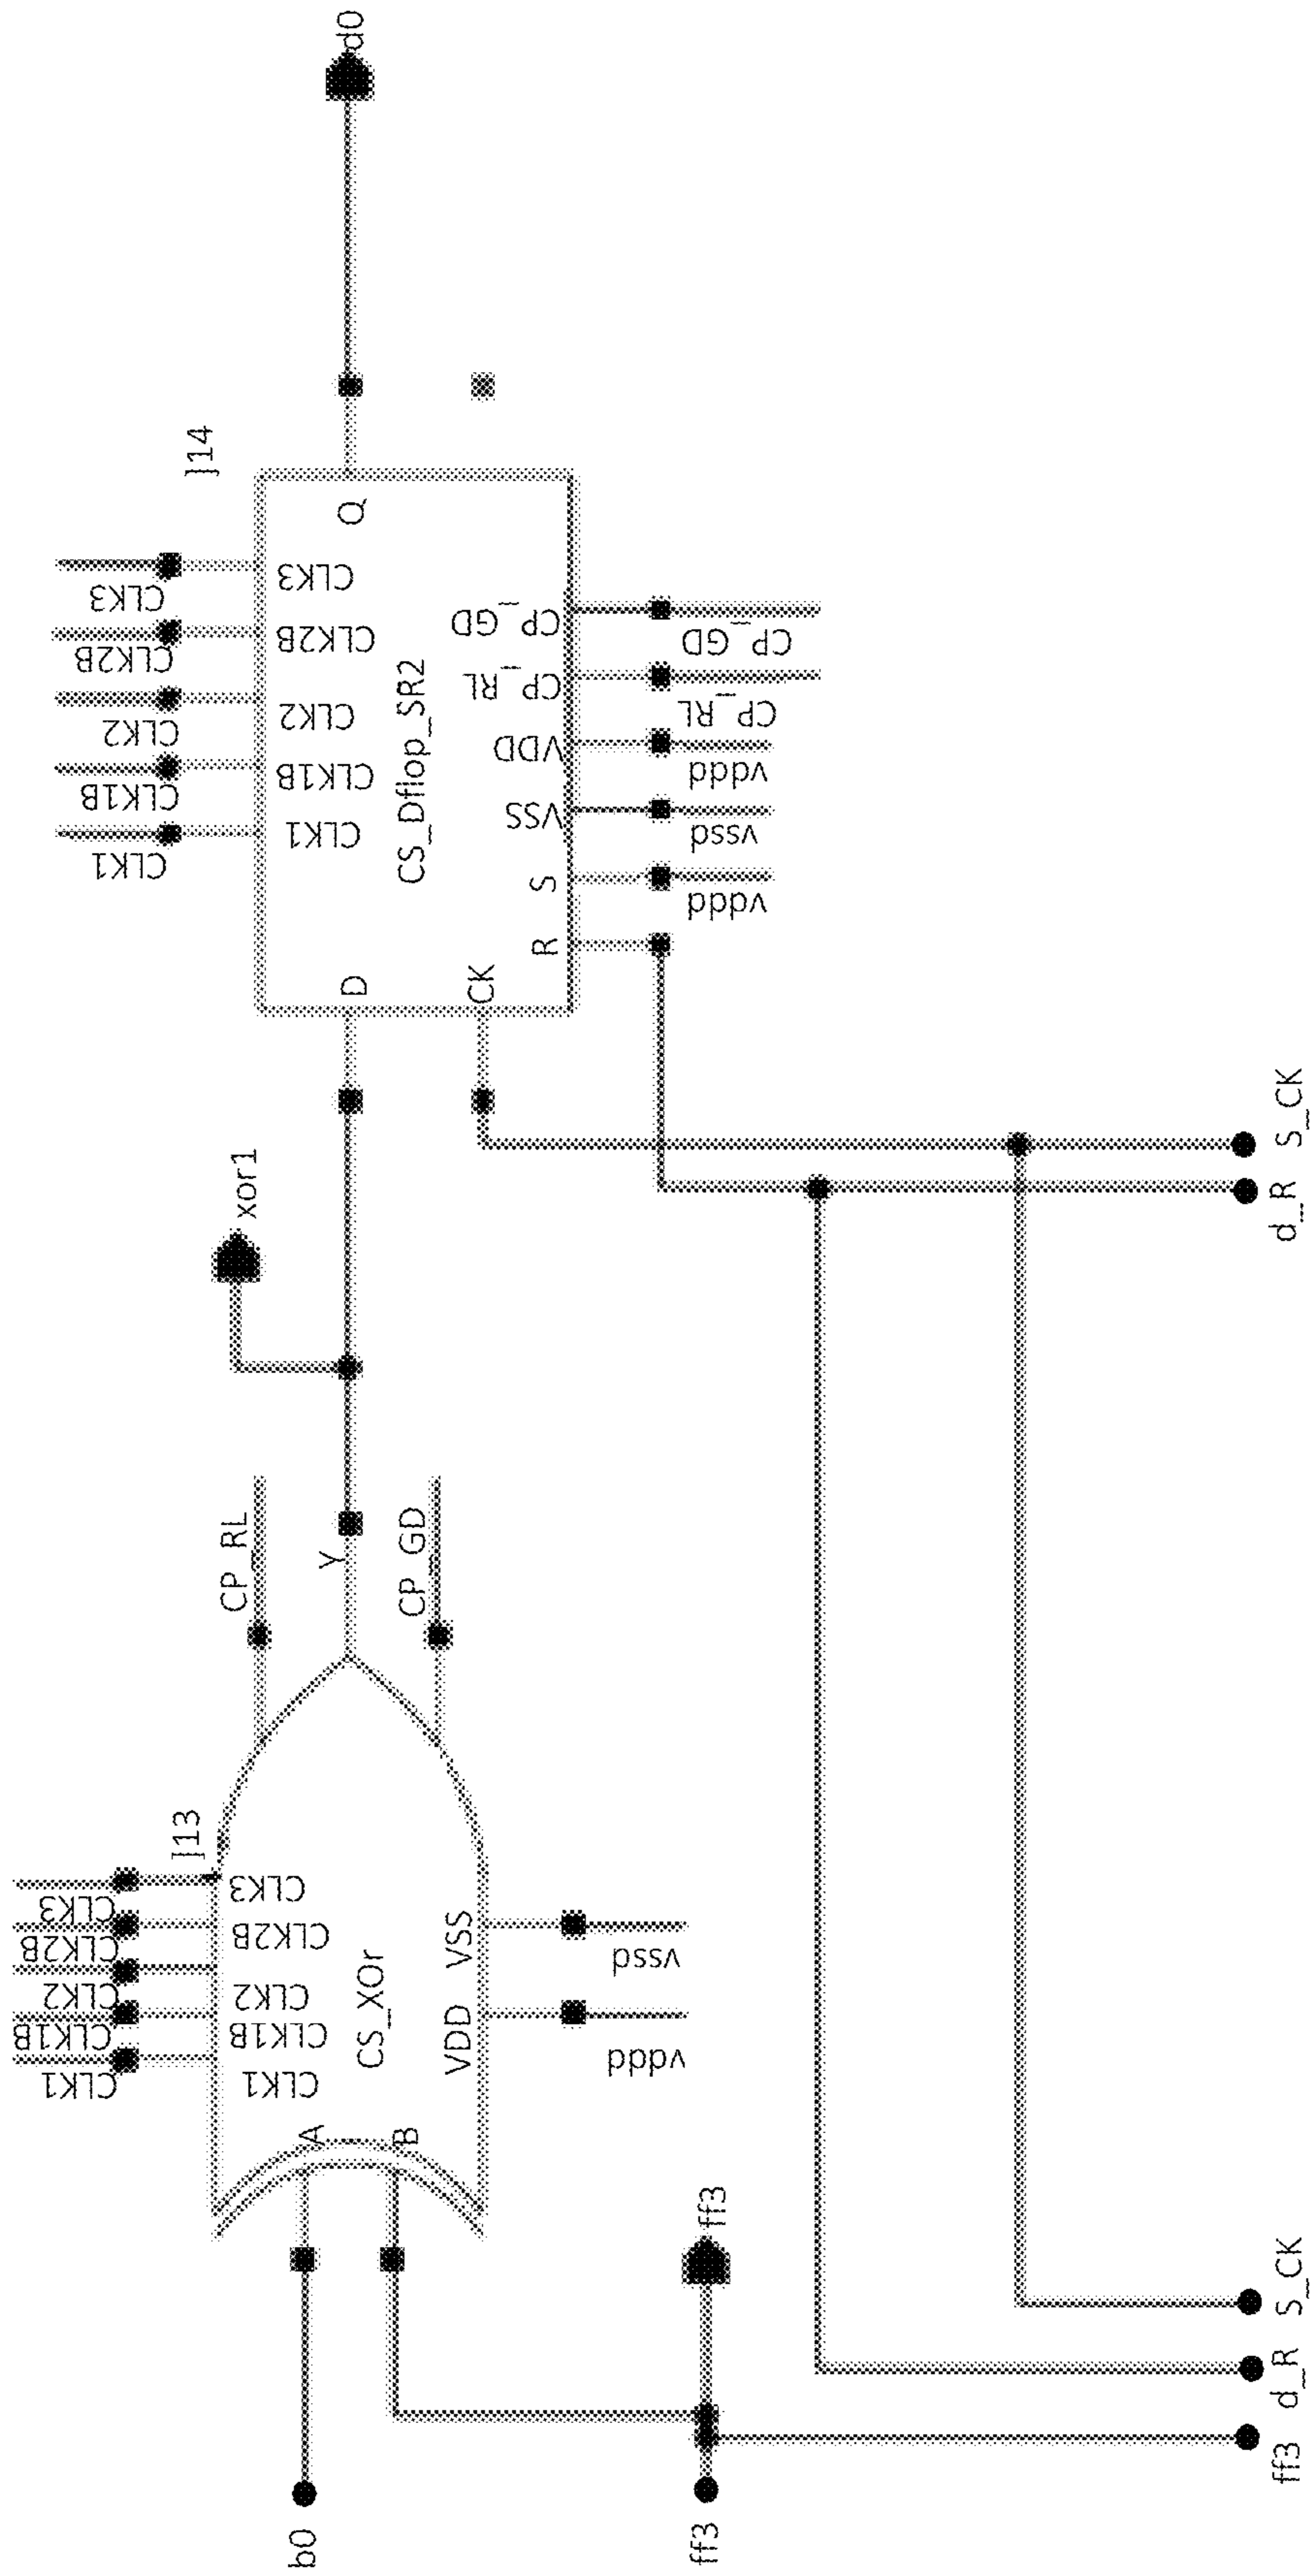 d0
]14
Q
CLK3
CLK2B
CLK2
CLK1B
CLK1
CLK3
CLK2B
CLK2
CLK1B
CLK1
CS_Dflop_SR2
CP_GD
CP_RL
VDD
VSS
S
R
CP_GD
CP_RL
vddd
vssd
vddd
D
CK
S_CK
d_R
xor1
CP_RL
Y
CP_GD
]13
CLK3
CLK2B
CLK2
CLK1B
CLK1
CLK3
CLK2B
CLK2
CLK1B
CLK1
CS_XOr
VSS
VDD
vssd
vddd
A
B
ff3
b0
ff3
S_CK
d_R
ff3